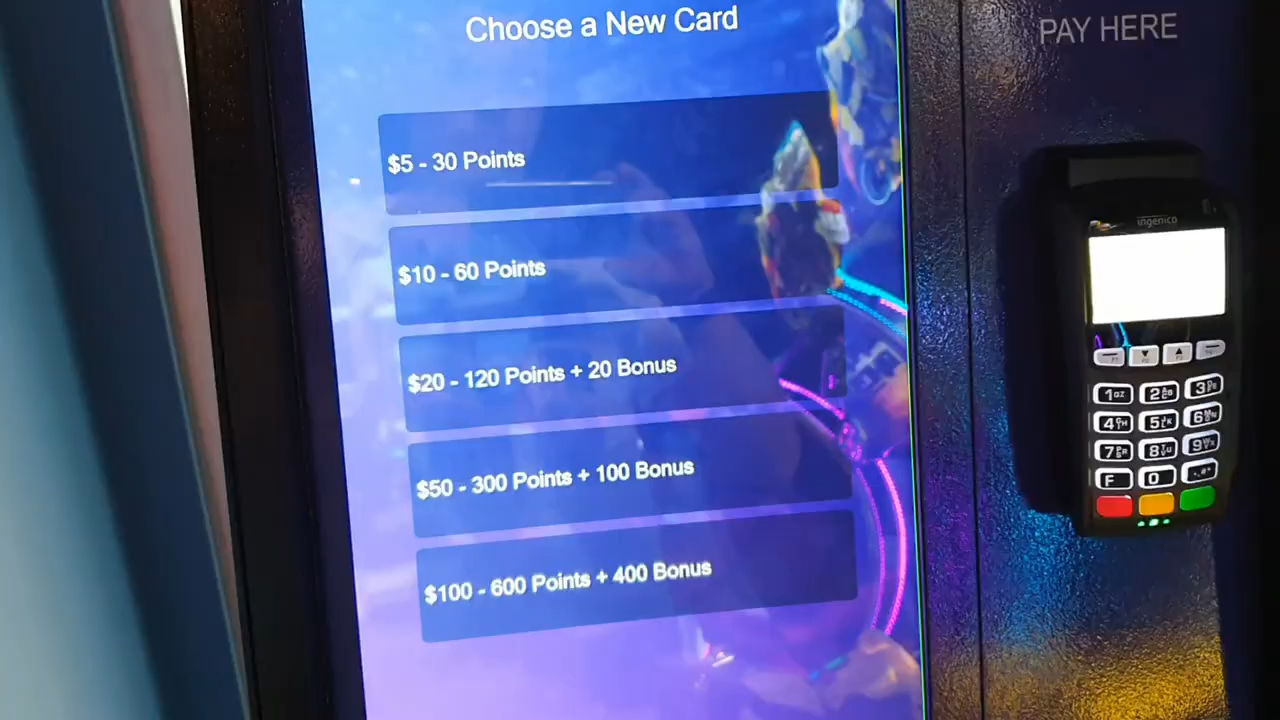 Choose a New Card
$5 - 30 Points
$10 - 60 Points
$20 - 120 Points + 20 Bonus
$50 - 300 Points + 100 Bonus
$100 - 600 Points + 400 Bonus
PAY HERE
ingenico
1 2 3
4 5 6
7 8 9
F 0